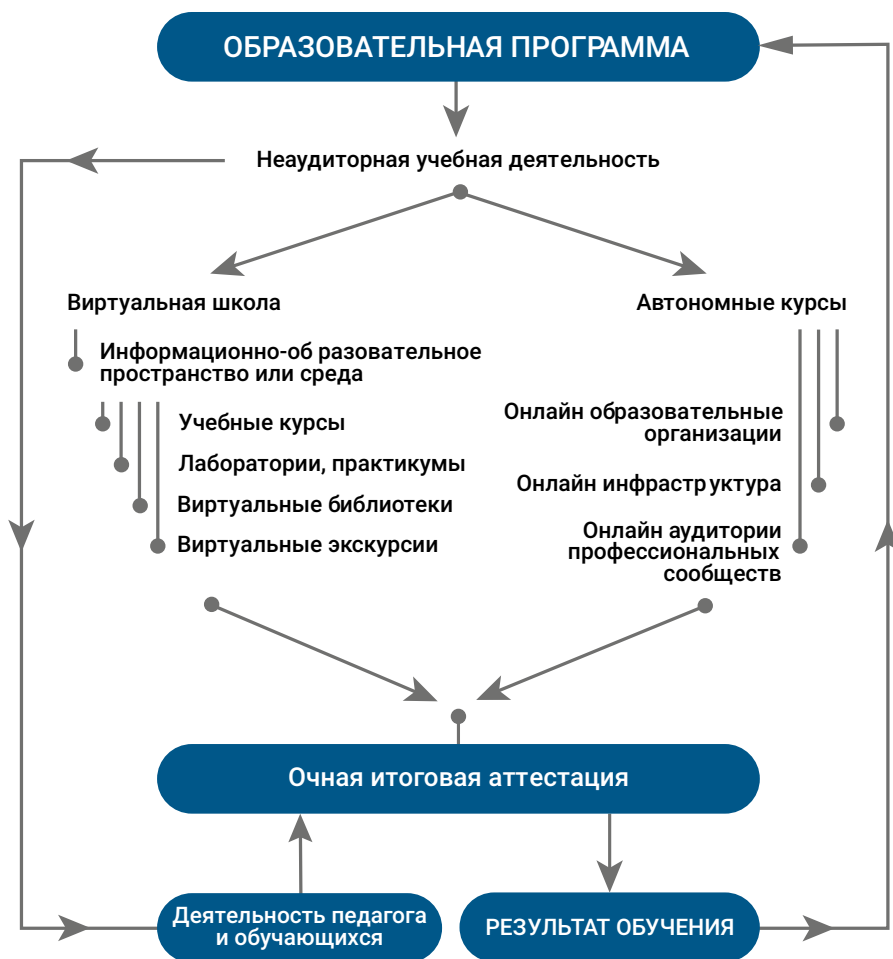 ОБРАЗОВАТЕЛЬНАЯ ПРОГРАММА
Неаудиторная учебная деятельность
Виртуальная школа
Информационно-об разовательное
пространство или среда
Учебные курсы
Лаборатории, практикумы
Виртуальные библиотеки
Виртуальные экскурсии
Автономные курсы
Онлайн образовательные
организации
Онлайн инфрастр уктура
Онлайн аудитории
профессиональных
сообществ
Очная итоговая аттестация
Деятельность педагога
и обучающихся
РЕЗУЛЬТАТ ОБУЧЕНИЯ